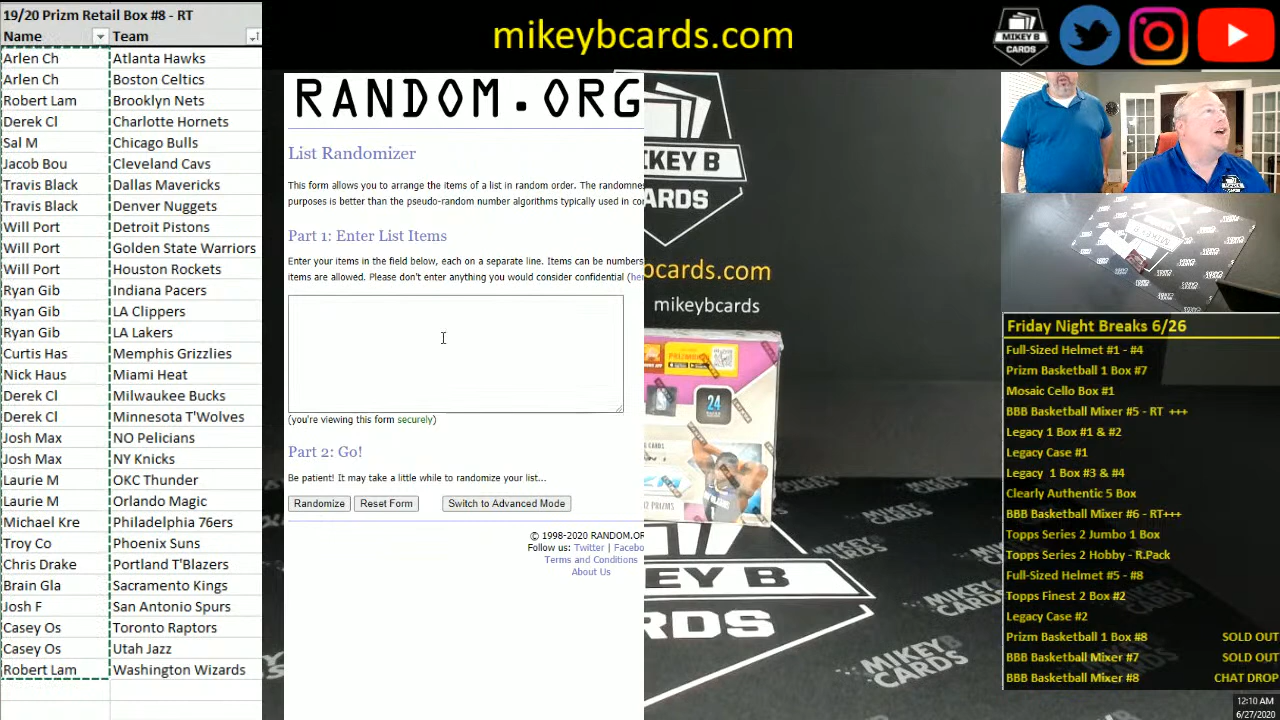 19/20 Prizm Retail Box #8 - RT
Name Team
Arlen Ch Atlanta Hawks
Arlen Ch Boston Celtics
Robert Lam Brooklyn Nets
Derek Cl Charlotte Hornets
Sal M Chicago Bulls
Jacob Bou Cleveland Cavs
Travis Black Dallas Mavericks
Travis Black Denver Nuggets
Will Port Detroit Pistons
Will Port Golden State Warriors
Will Port Houston Rockets
Ryan Gib Indiana Pacers
Ryan Gib LA Clippers
Ryan Gib LA Lakers
Curtis Has Memphis Grizzlies
Nick Haus Miami Heat
Derek Cl Milwaukee Bucks
Derek Cl Minnesota T'Wolves
Josh Max NO Pelicans
Josh Max NY Knicks
Laurie M OKC Thunder
Laurie M Orlando Magic
Michael Kre Philadelphia 76ers
Troy Co Phoenix Suns
Chris Drake Portland T'Blazers
Brain Gla Sacramento Kings
Josh F San Antonio Spurs
Casey Os Toronto Raptors
Casey Os Utah Jazz
Robert Lam Washington Wizards
mikeybcards.com
MIKEY B
CARDS
RANDOM.ORG
List Randomizer
This form allows you to arrange the items of a list in random order. The randomne
purposes is better than the pseudo-random number algorithms typically used in co
Part 1: Enter List Items
Enter your items in the field below, each on a separate line. Items can be numbers
items are allowed. Please don't enter anything you would consider confidential (he
(you're viewing this form securely)
Part 2: Go!
Be patient! It may take a little while to randomize your list...
Randomize Reset Form Switch to Advanced Mode
© 1998-2020 RANDOM.OR
Follow us: Twitter | Facebo
Terms and Conditions
About Us
KEY B
ARDS
bcards.com
mikeybcards
24
EY B
RDS
MIKEY B
CARDS
Friday Night Breaks 6/26
Full-Sized Helmet #1 - #4
Prizm Basketball 1 Box #7
Mosaic Cello Box #1
BBB Basketball Mixer #5 - RT +++
Legacy 1 Box #1 & #2
Legacy Case #1
Legacy 1 Box #3 & #4
Clearly Authentic 5 Box
BBB Basketball Mixer #6 - RT+++
Topps Series 2 Jumbo 1 Box
Topps Series 2 Hobby - R.Pack
Full-Sized Helmet #5 - #8
Topps Finest 2 Box #2
Legacy Case #2
Prizm Basketball 1 Box #8 SOLD OUT
BBB Basketball Mixer #7 SOLD OUT
BBB Basketball Mixer #8 CHAT DROP
12:10 AM
6/27/2020